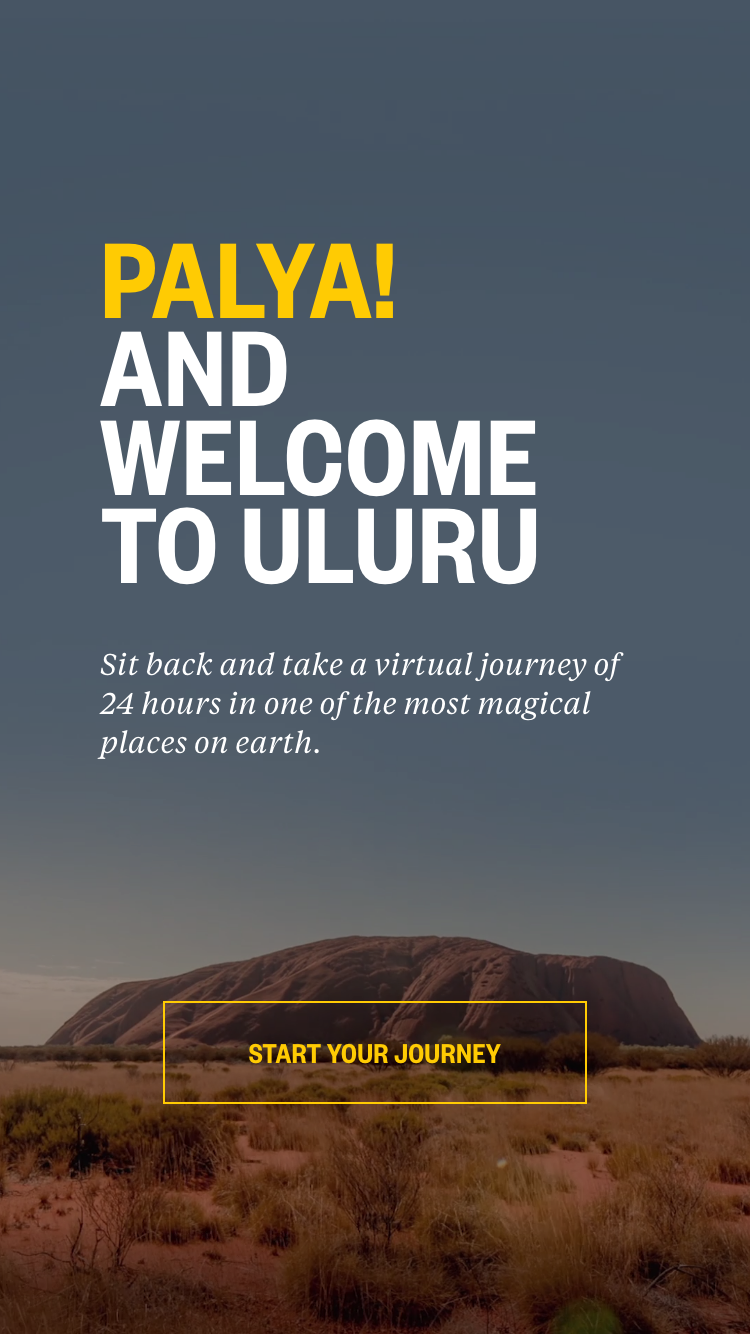 PALYA!
AND
WELCOME
TO ULURU
Sit back and take a virtual journey of
24 hours in one of the most magical
places on earth.
START YOUR JOURNEY